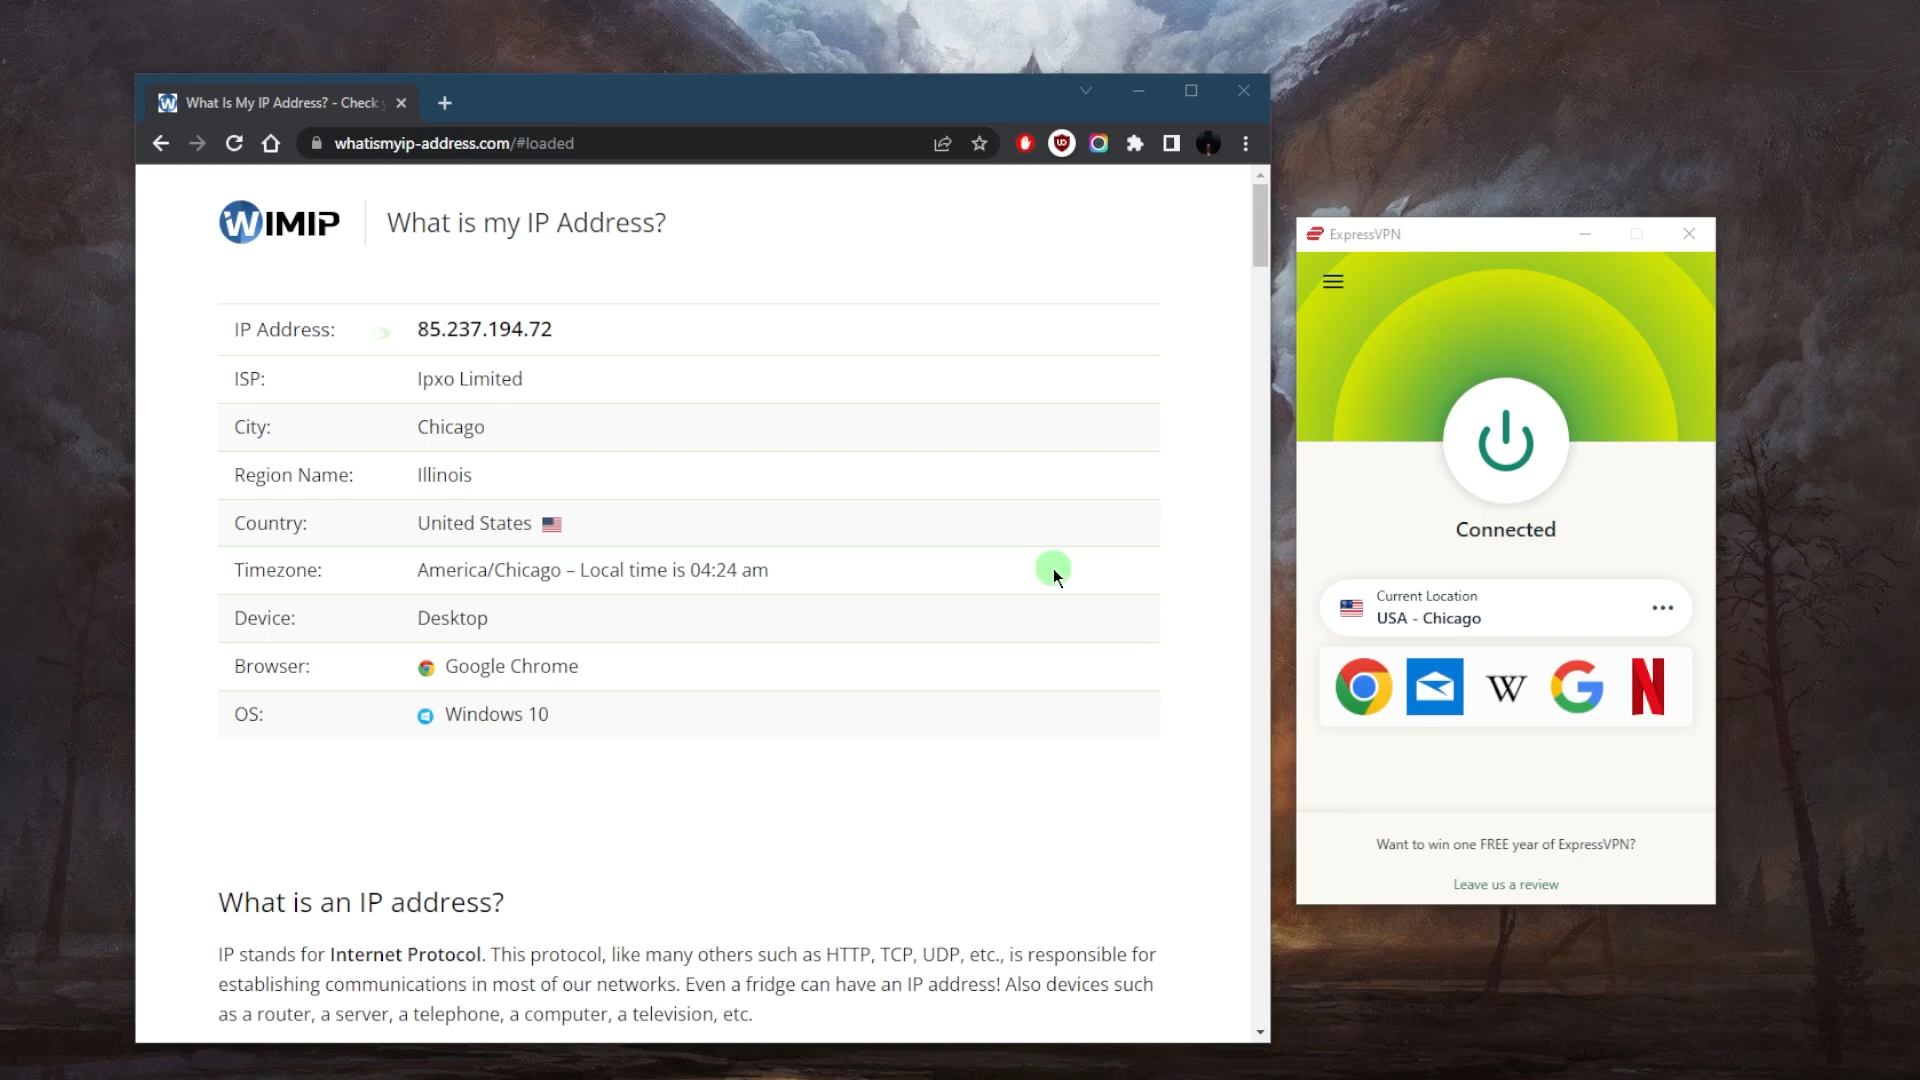 What Is My IP Address? - Check
whatismyip-address.com/#loaded
WIMIP
What is my IP Address?
IP Address: 85.237.194.72
ISP: Ipxo Limited
City: Chicago
Region Name: Illinois
Country: United States
Timezone: America/Chicago – Local time is 04:24 am
Device: Desktop
Browser: Google Chrome
OS: Windows 10
What is an IP address?
IP stands for Internet Protocol. This protocol, like many others such as HTTP, TCP, UDP, etc., is responsible for
establishing communications in most of our networks. Even a fridge can have an IP address! Also devices such
as a router, a server, a telephone, a computer, a television, etc.
ExpressVPN
Connected
Current Location
USA - Chicago
W
G
N
Want to win one FREE year of ExpressVPN?
Leave us a review